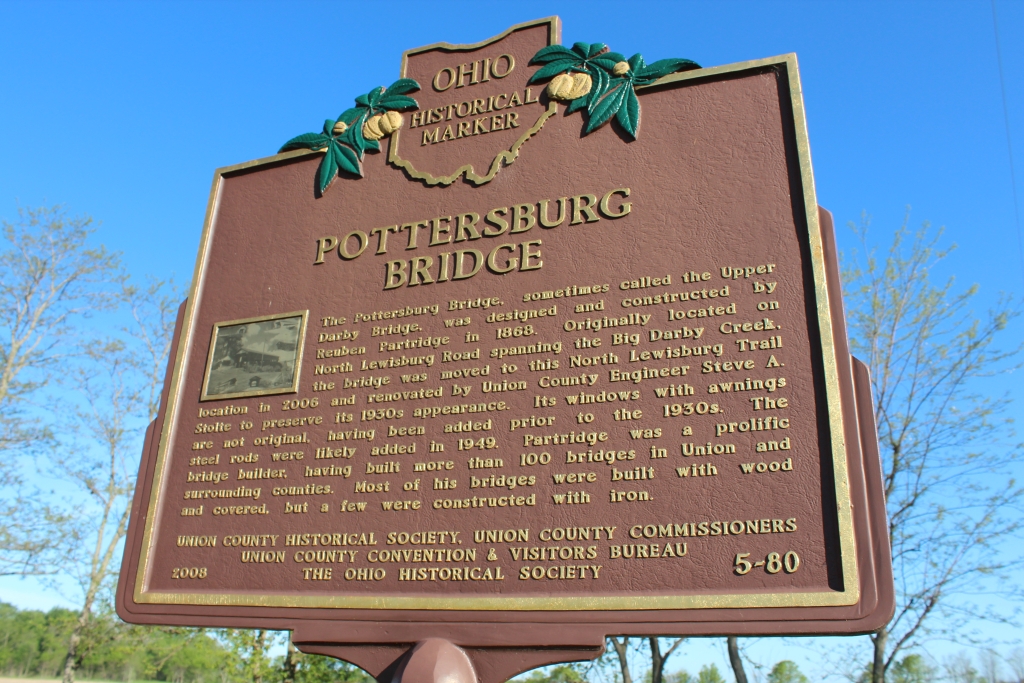 OHIO
HISTORICAL
MARKER
POTTERSBURG
BRIDGE
The Pottersburg Bridge, sometimes called the Upper
Darby Bridge, was designed and constructed by
Reuben Partridge in 1868. Originally located on
North Lewisburg Road spanning the Big Darby Creek,
the bridge was moved to this North Lewisburg Trail
location in 2006 and renovated by Union County Engineer Steve A.
Stolte to preserve its 1930s appearance. Its windows with awnings
are not original, having been added prior to the 1930s. The
steel rods were likely added in 1949. Partridge was a prolific
bridge builder, having built more than 100 bridges in Union and
surrounding counties. Most of his bridges were built with wood
and covered, but a few were constructed with iron.
UNION COUNTY HISTORICAL SOCIETY, UNION COUNTY COMMISSIONERS
UNION COUNTY CONVENTION & VISITORS BUREAU
2008 THE OHIO HISTORICAL SOCIETY 5-80